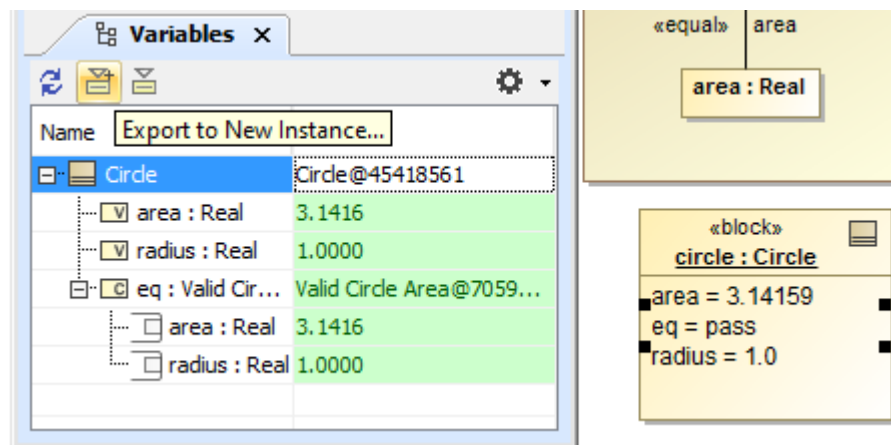 Variables
Name
Export to New Instance...
Circle
Circle@45418561
area : Real
3.1416
radius : Real
1.0000
eq : Valid Cir...
Valid Circle Area@7059...
area : Real
3.1416
radius : Real
1.0000
«equal»
area
area : Real
«block»
circle : Circle
area = 3.14159
eq = pass
radius = 1.0